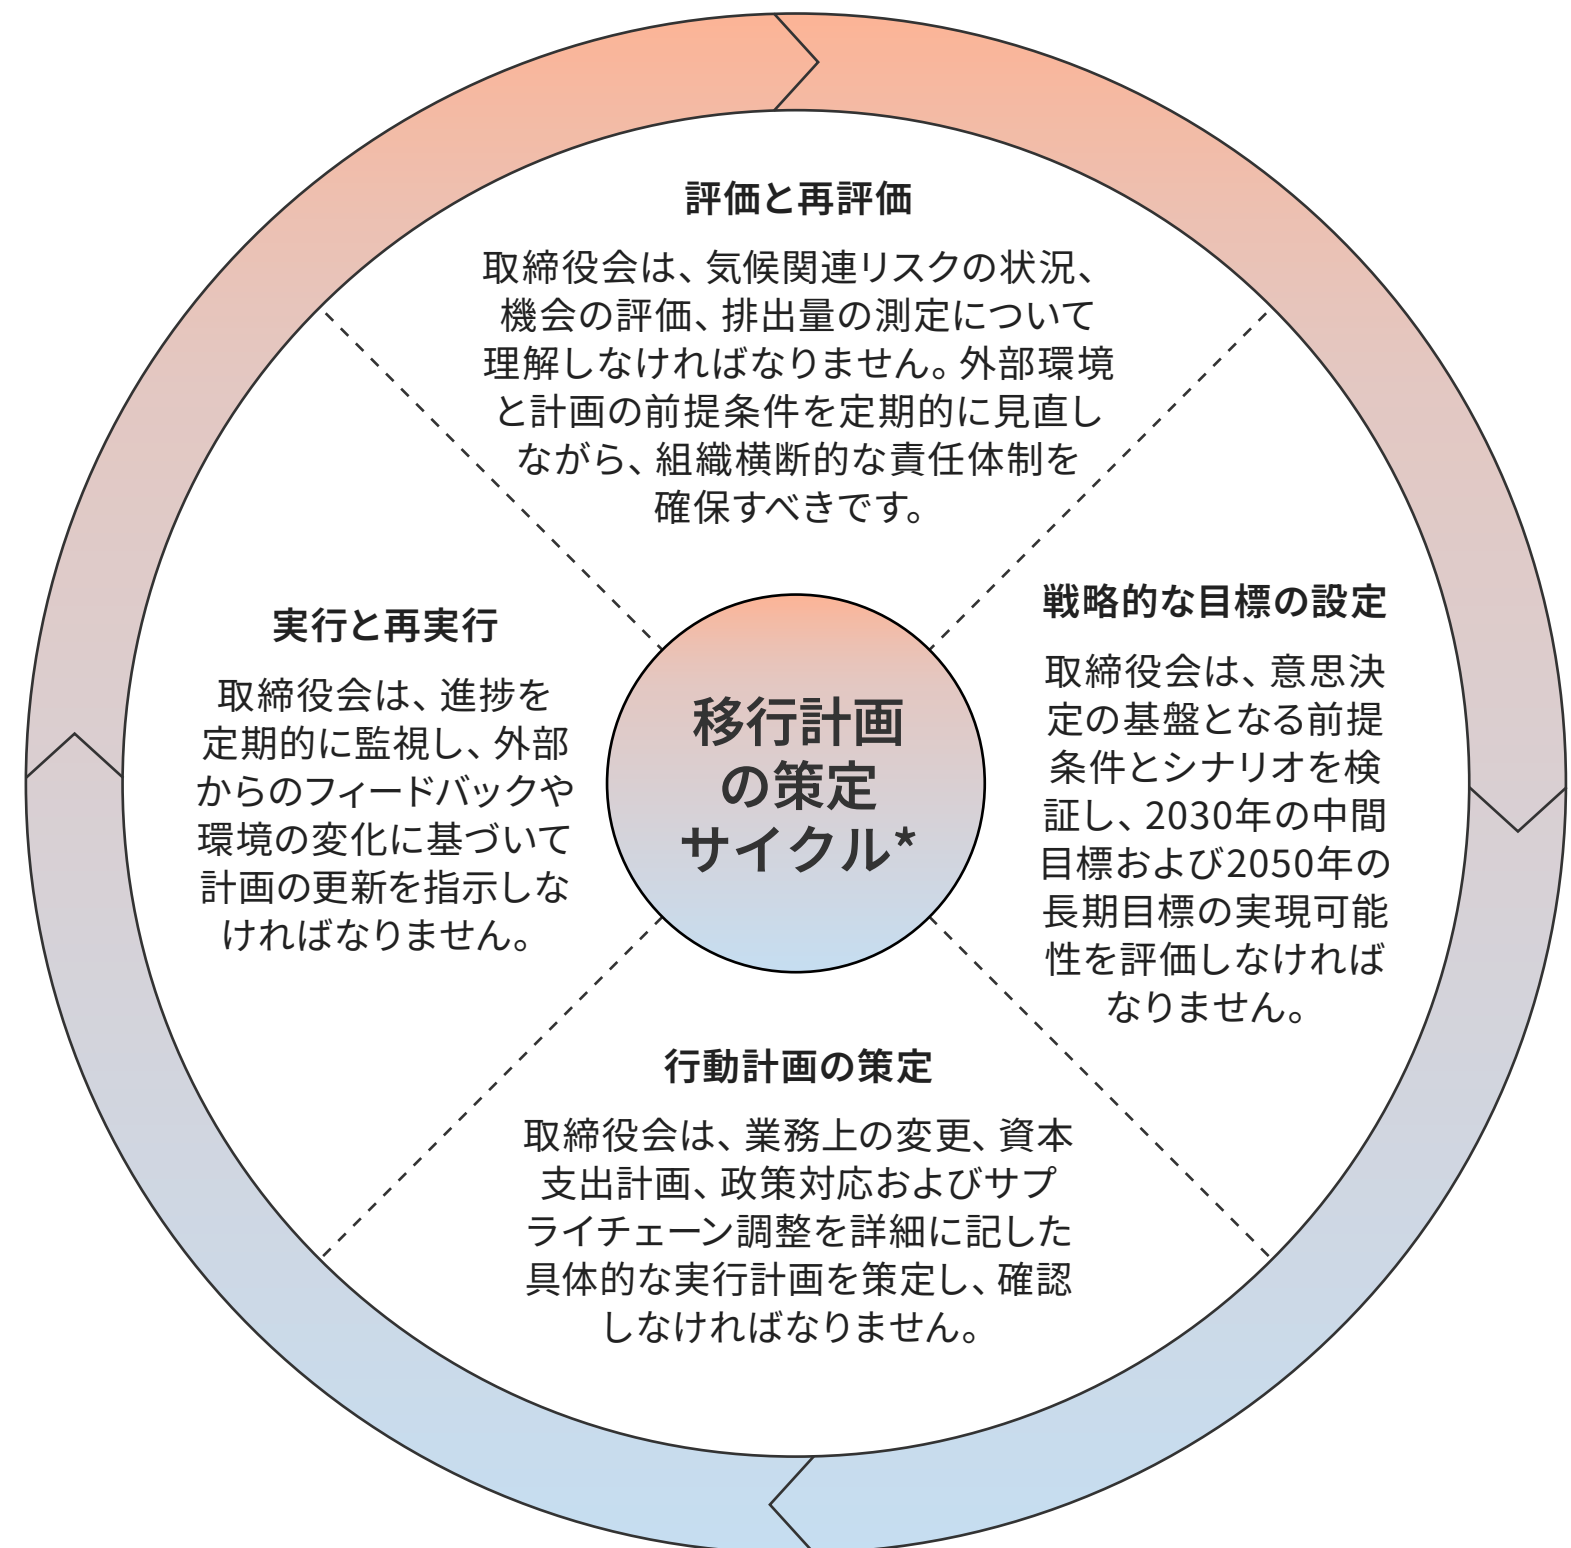 評価と再評価
取締役会は、気候関連リスクの状況、
機会の評価、排出量の測定について
理解しなければなりません。外部環境
と計画の前提条件を定期的に見直し
ながら、組織横断的な責任体制を
確保すべきです。
戦略的な目標の設定
取締役会は、意思決
定の基盤となる前提
条件とシナリオを検
証し、2030年の中間
目標および2050年の
長期目標の実現可能
性を評価しなければ
なりません。
行動計画の策定
取締役会は、業務上の変更、資本
支出計画、政策対応およびサプ
ライチェーン調整を詳細に記した
具体的な実行計画を策定し、確認
しなければなりません。
実行と再実行
取締役会は、進捗を
定期的に監視し、外部
からのフィードバックや
環境の変化に基づいて
計画の更新を指示しな
ければなりません。
移行計画
の策定
サイクル*